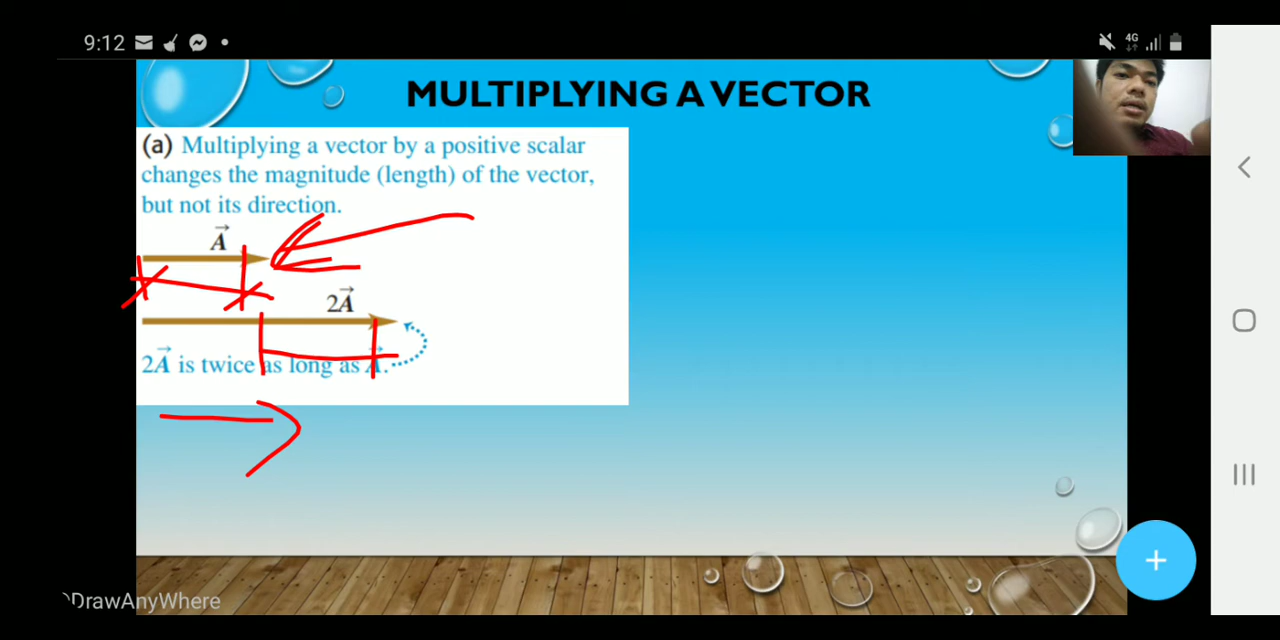 9:12
4G
MULTIPLYING A VECTOR
(a) Multiplying a vector by a positive scalar
changes the magnitude (length) of the vector,
but not its direction.
A⃗
2A⃗
2A⃗ is twice as long as A⃗.
DrawAnyWhere